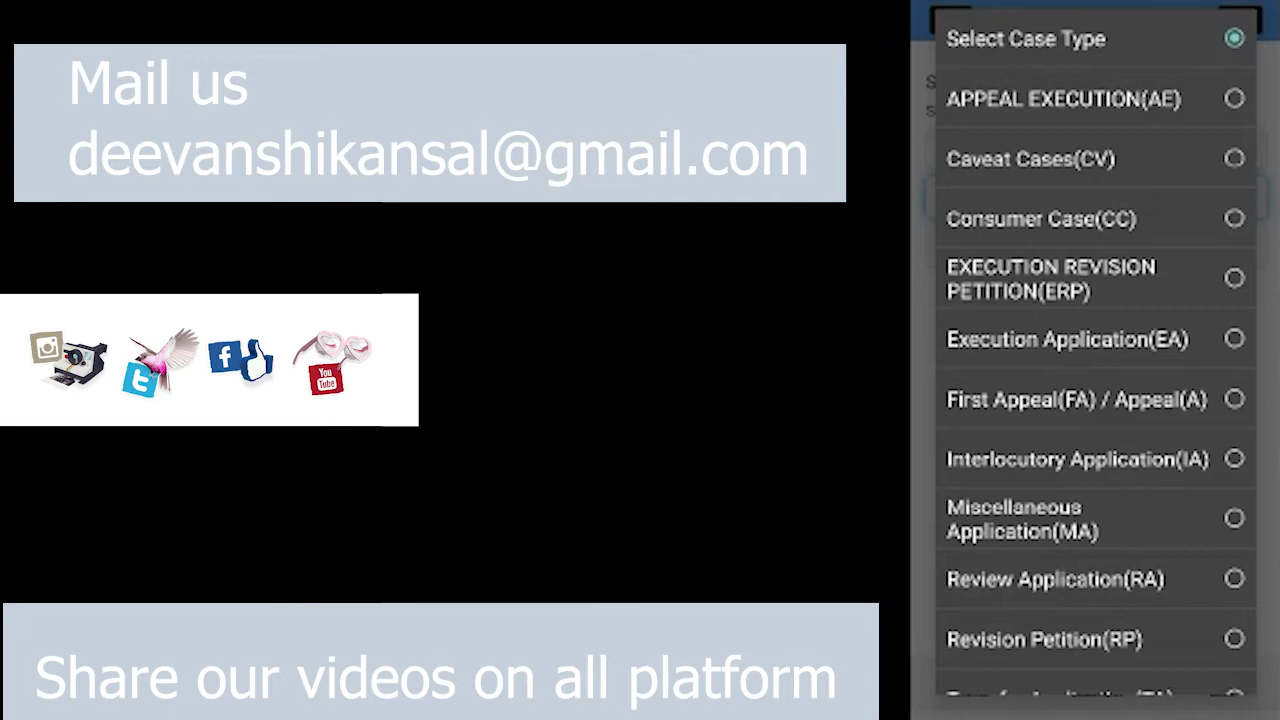 Mail us
deevanshikansal@gmail.com
You
Tube
Share our videos on all platform
Select Case Type
APPEAL EXECUTION(AE)
Caveat Cases(CV)
Consumer Case(CC)
EXECUTION REVISION
PETITION(ERP)
Execution Application(EA)
First Appeal(FA) / Appeal(A)
Interlocutory Application(IA)
Miscellaneous
Application(MA)
Review Application(RA)
Revision Petition(RP)